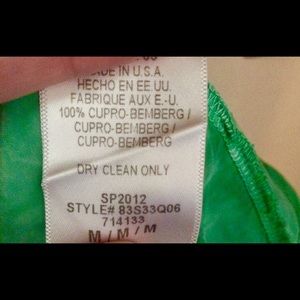 MADE IN U.S.A.
HECHO EN EE UU.
FABRIQUE AUX E.-U.
100% CUPRO-BEMBERG /
CUPRO-BEMBERG /
CUPRO-BEMBERG
DRY CLEAN ONLY
SP2012
STYLE# 83S33Q06
714133
M / M / M